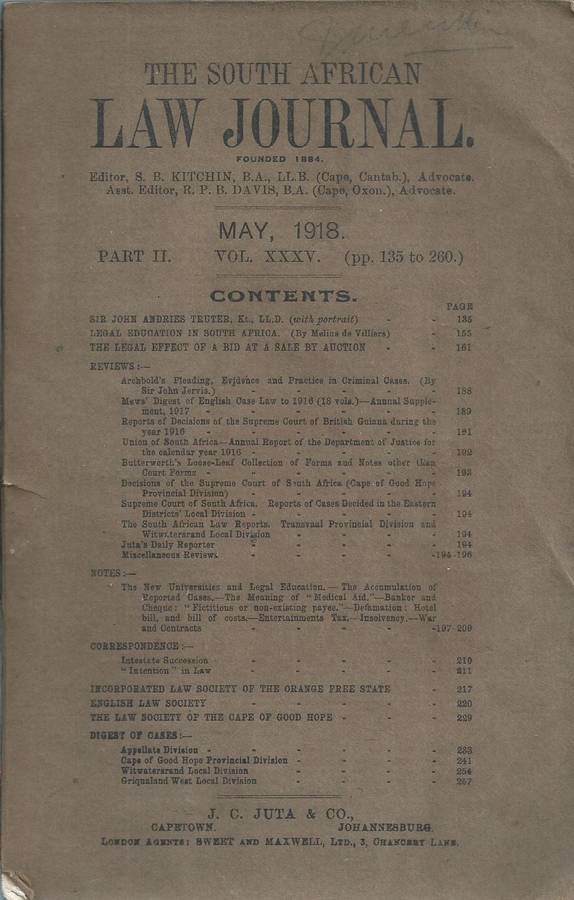 THE SOUTH AFRICAN
LAW JOURNAL.
FOUNDED 1884.
Editor, S. B. KITCHIN, B.A., LL.B. (Cape, Cantab.), Advocate.
Asst. Editor, R. P. B. DAVIS, B.A. (Cape, Oxon.), Advocate.
MAY, 1918.
PART II. VOL. XXXV. (pp. 135 to 260.)
CONTENTS.
PAGE
SIR JOHN ANDRIES TRUTER, Kt., LL.D. (with portrait) - - 135
LEGAL EDUCATION IN SOUTH AFRICA. (By Melius de Villiers) - - 155
THE LEGAL EFFECT OF A BID AT A SALE BY AUCTION - - 161
REVIEWS:—
Archbold's Pleading, Evidence and Practice in Criminal Cases. (By
Sir John Jervis.) - - - - - 188
Mews' Digest of English Case Law to 1916 (18 vols.)—Annual Supple-
ment, 1917 - - - - - - 189
Reports of Decisions of the Supreme Court of British Guiana during the
year 1916 - - - - - - 191
Union of South Africa—Annual Report of the Department of Justice for
the calendar year 1916 - - - - - 192
Butterworth's Loose-Leaf Collection of Forms and Notes other than
Court Forms - - - - - - 193
Decisions of the Supreme Court of South Africa (Cape of Good Hope
Provincial Division) - - - - - 194
Supreme Court of South Africa. Reports of Cases Decided in the Eastern
Districts' Local Division - - - - - 194
The South African Law Reports. Transvaal Provincial Division and
Witwatersrand Local Division - - - - 194
Juta's Daily Reporter - - - - - 194
Miscellaneous Reviews. - - - - -194-196
NOTES:—
The New Universities and Legal Education.—The Accumulation of
Reported Cases.—The Meaning of "Medical Aid."—Banker and
Cheque: "Fictitious or non-existing payee."—Defamation: Hotel
bill, and bill of costs.—Entertainments Tax.—Insolvency.—War
and Contracts - - - - -197-209
CORRESPONDENCE:—
Intestate Succession - - - - - 210
"Intention" in Law - - - - - 211
INCORPORATED LAW SOCIETY OF THE ORANGE FREE STATE - 217
ENGLISH LAW SOCIETY - - - - - 220
THE LAW SOCIETY OF THE CAPE OF GOOD HOPE - - - 229
DIGEST OF CASES:—
Appellate Division - - - - - - 233
Cape of Good Hope Provincial Division - - - - 241
Witwatersrand Local Division - - - - 254
Griqualand West Local Division - - - - 257
J. C. JUTA & CO.,
CAPETOWN. JOHANNESBURG.
LONDON AGENTS: SWEET AND MAXWELL, LTD., 3, CHANCERY LANE.